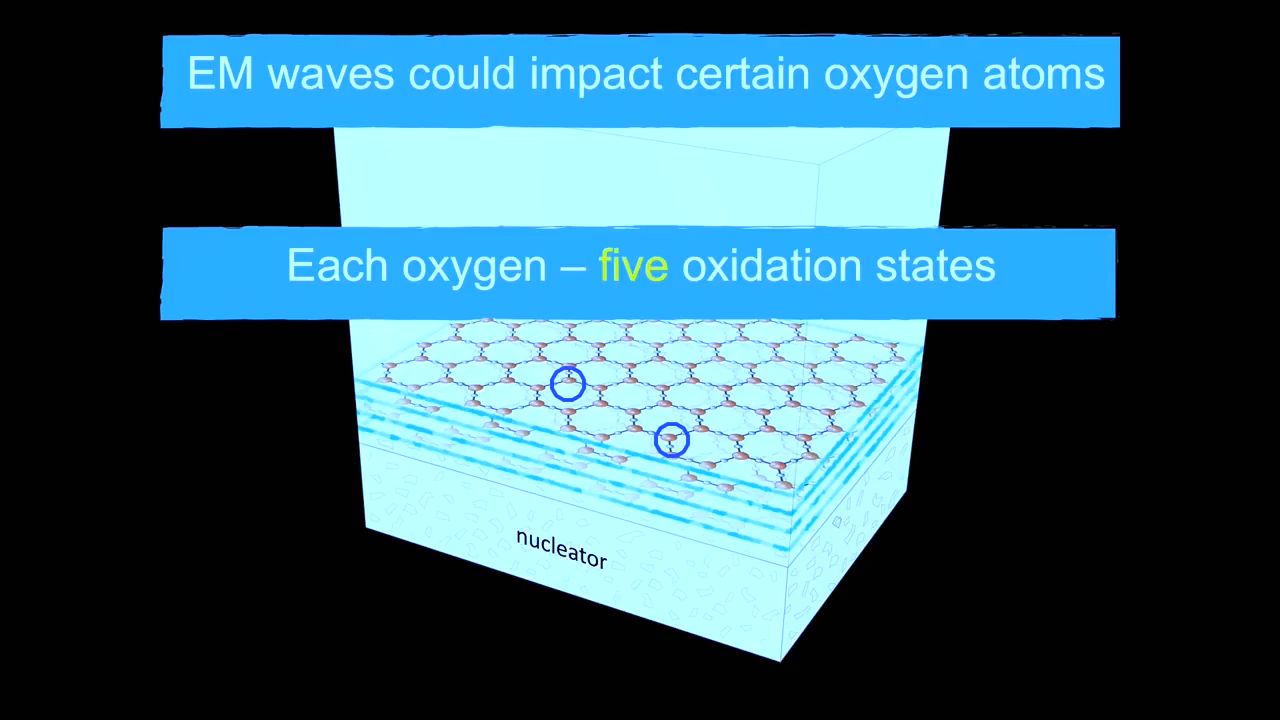 EM waves could impact certain oxygen atoms
Each oxygen – five oxidation states
nucleator